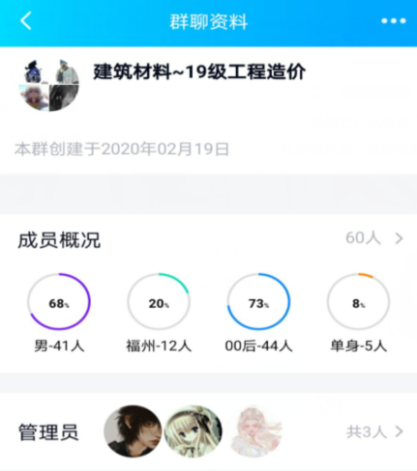 群聊资料
建筑材料~19级工程造价
本群创建于2020年02月19日
成员概况 60人
68% 20% 73% 8%
男-41人 福州-12人 00后-44人 单身-5人
管理员 共3人